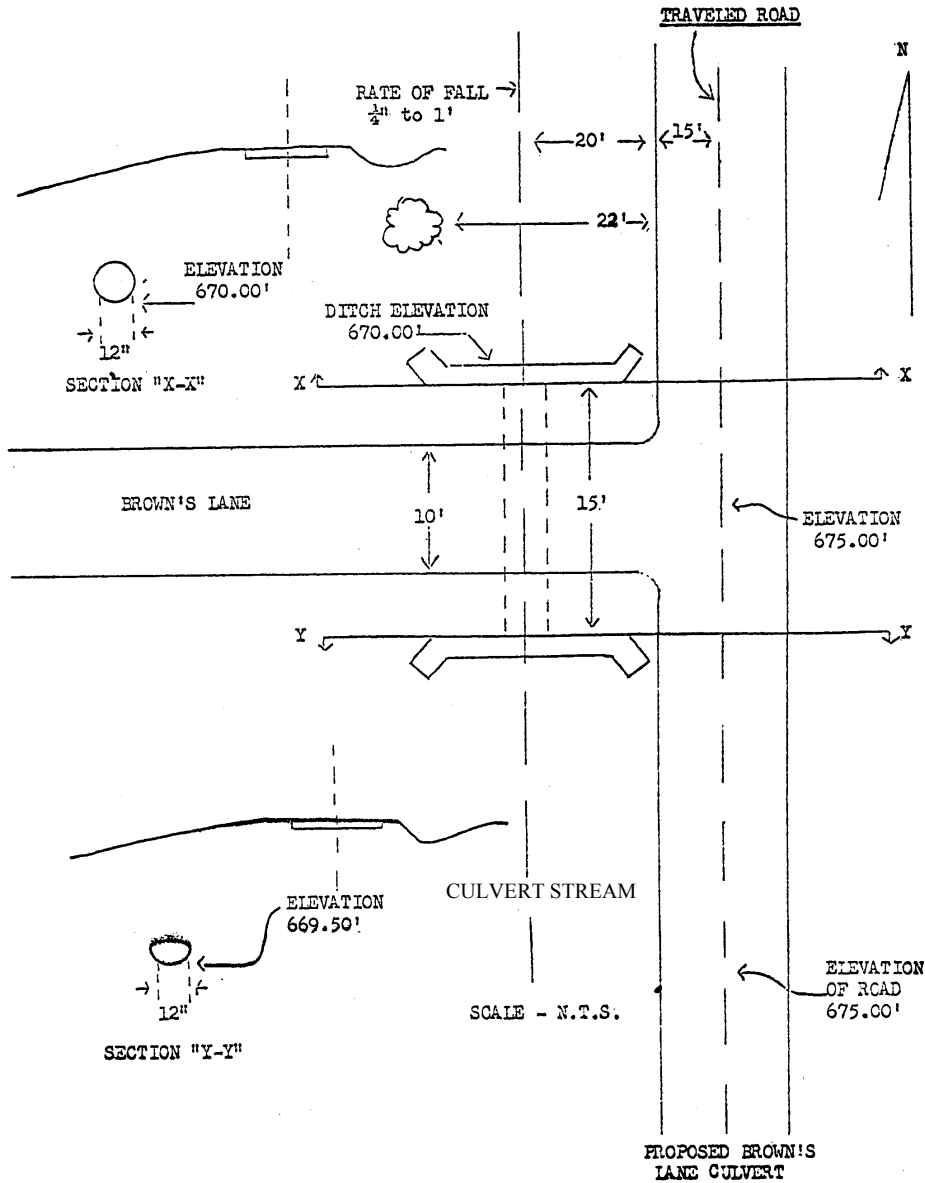 TRAVELED ROAD
N
RATE OF FALL
¼" to 1'
20'
15'
22'
ELEVATION
670.00'
12"
SECTION "X-X"
DITCH ELEVATION
670.00'
X
X
BROWN'S LANE
10'
15'
ELEVATION
675.00'
Y
Y
CULVERT STREAM
ELEVATION
669.50'
12"
SECTION "Y-Y"
SCALE - N.T.S.
ELEVATION
OF ROAD
675.00'
PROPOSED BROWN'S
LANE CULVERT